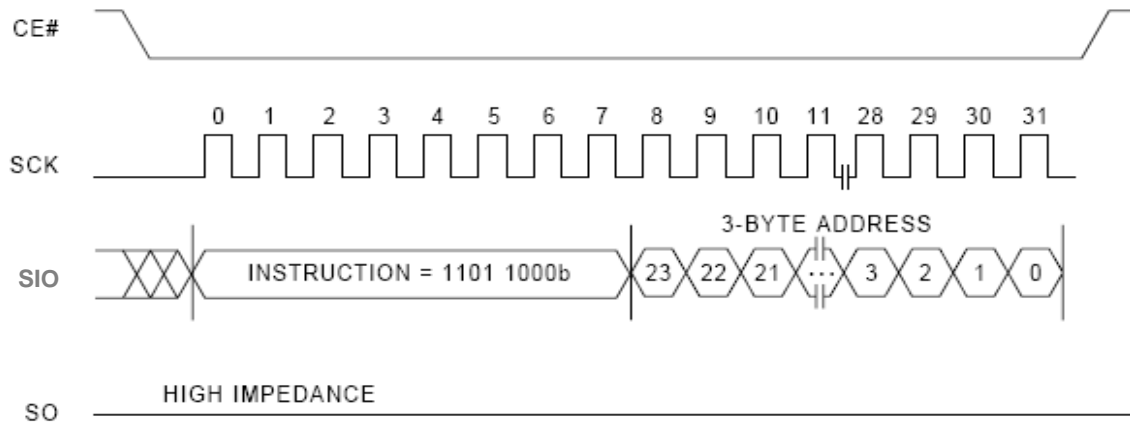 CE#
0 1 2 3 4 5 6 7 8 9 10 11 28 29 30 31
SCK
3-BYTE ADDRESS
SIO INSTRUCTION = 1101 1000b 23 22 21 ... 3 2 1 0
HIGH IMPEDANCE
SO